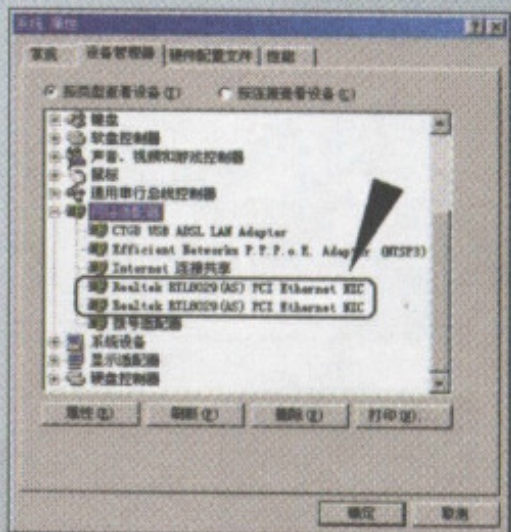 系统 属性
常规 设备管理器 硬件配置文件 性能
按类型查看设备(T) 按连接查看设备(C)
键盘
软盘控制器
声音、视频和游戏控制器
鼠标
通用串行总线控制器
网络适配器
CTGB USB ADSL LAN Adapter
Efficient Networks P.P.P.o.E. Adapter (NTSP3)
Internet 连接共享
Realtek RTL8029(AS) PCI Ethernet NIC
Realtek RTL8029(AS) PCI Ethernet NIC
拨号适配器
系统设备
显示适配器
硬盘控制器
属性(R) 刷新(F) 删除(E) 打印(N)...
确定 取消